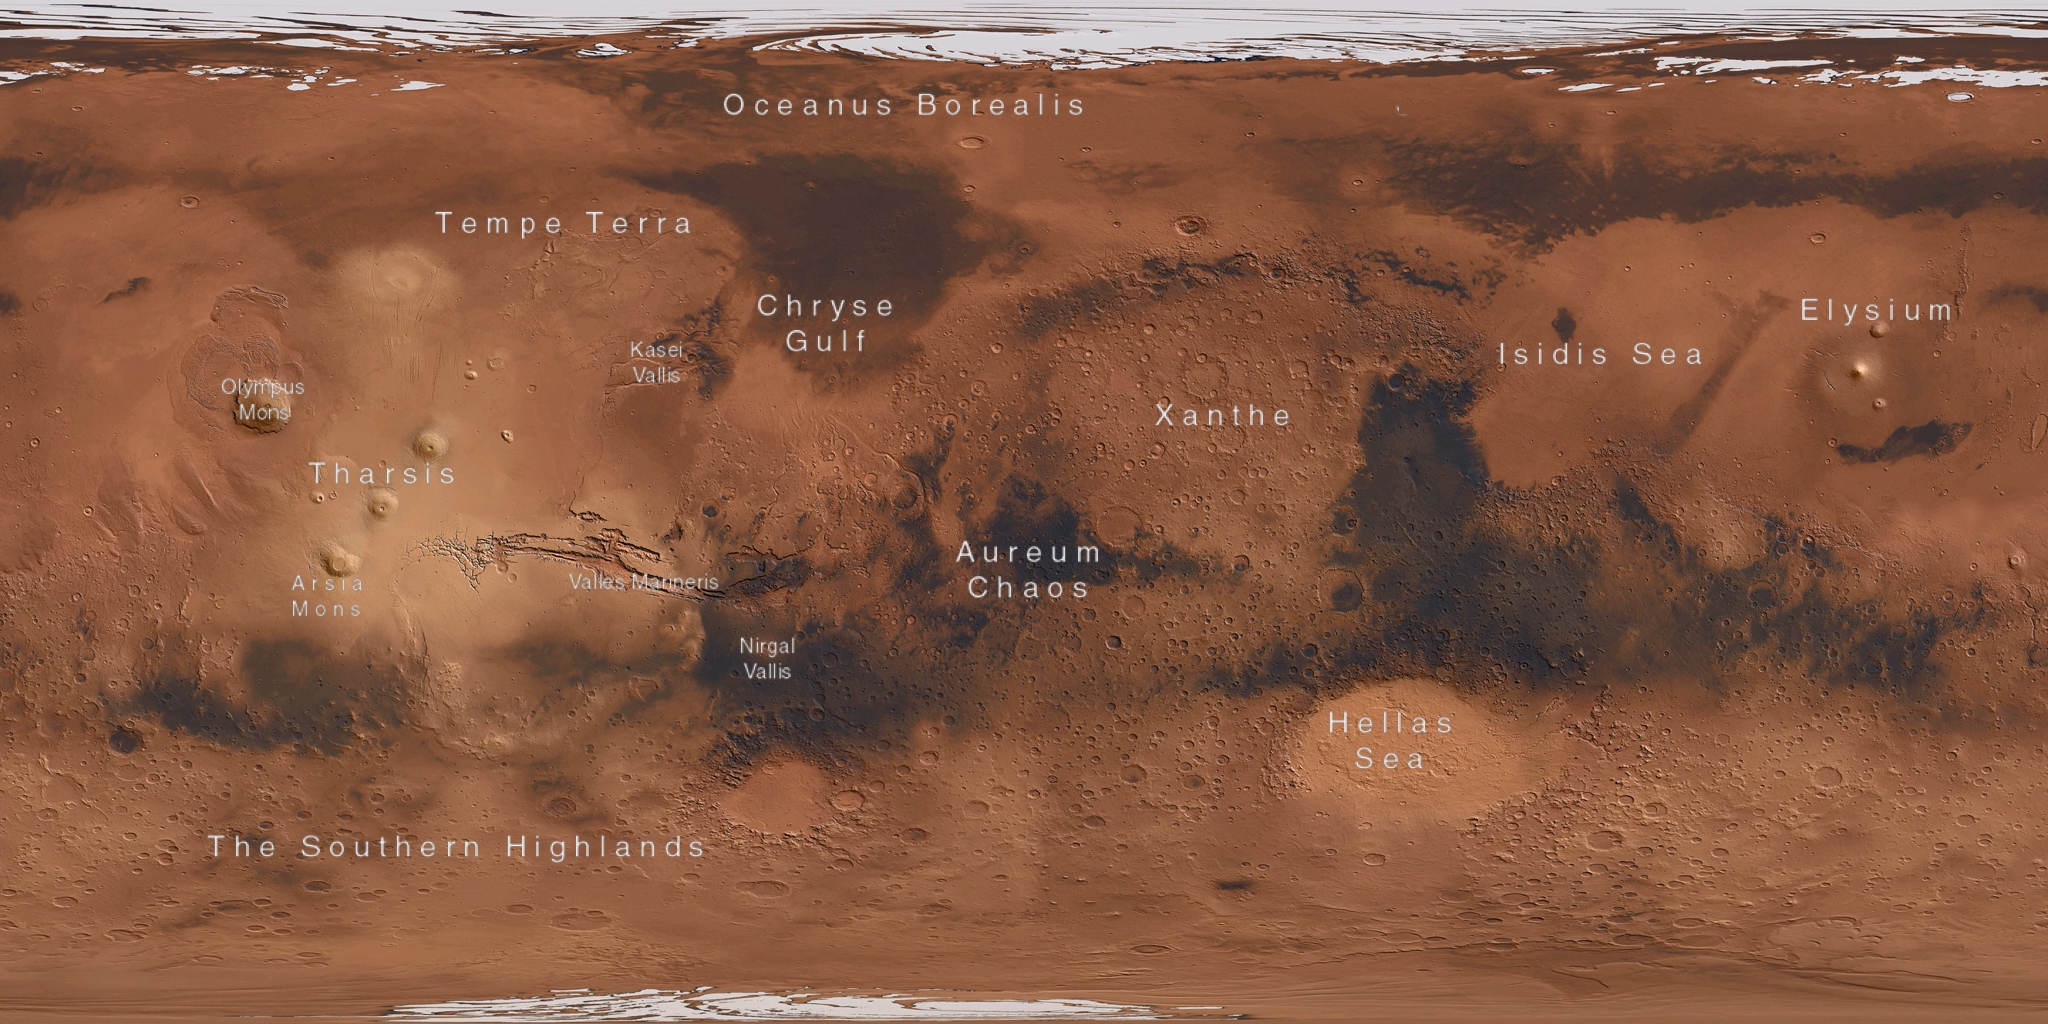 Oceanus Borealis
Tempe Terra
Chryse
Gulf
Elysium
Kasei
Vallis
Isidis Sea
Olympus
Mons
Xanthe
Tharsis
Aureum
Chaos
Arsia
Mons
Valles Marineris
Nirgal
Vallis
Hellas
Sea
The Southern Highlands